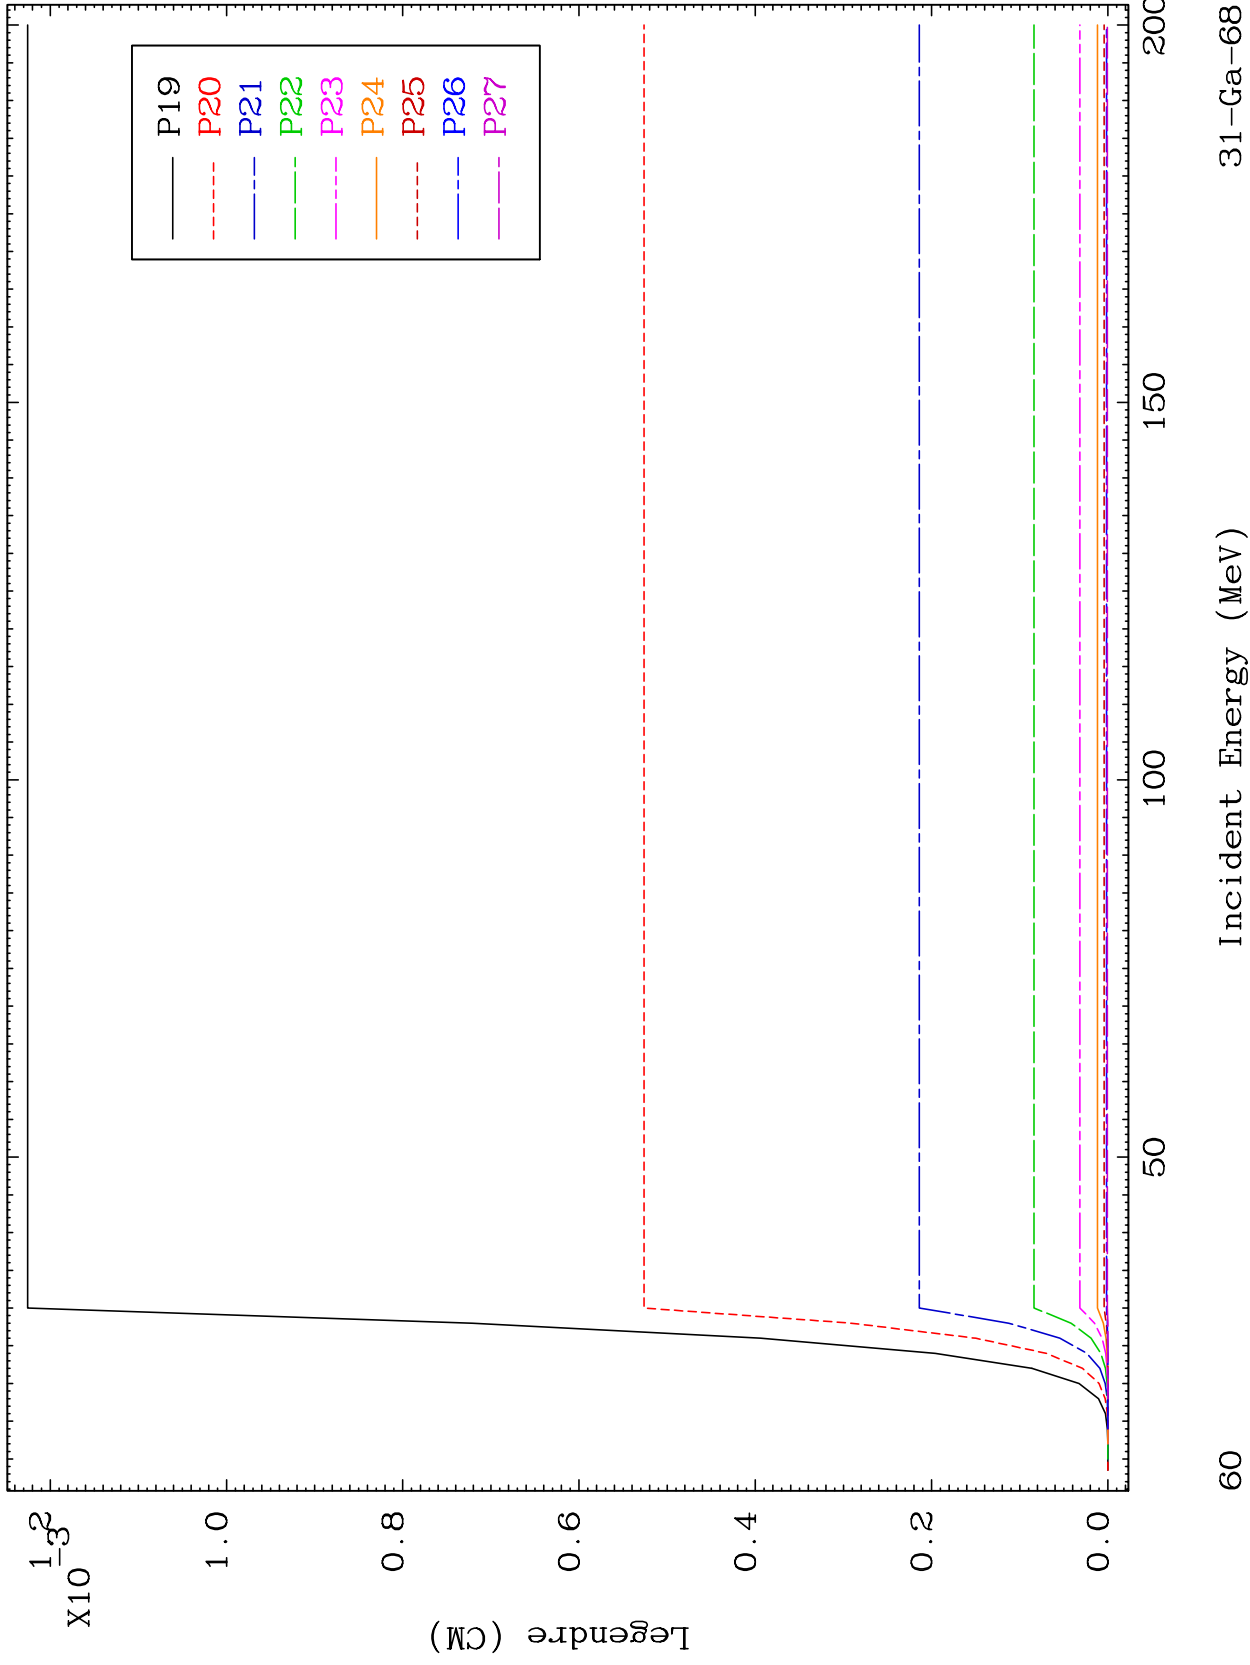 X10
-3
1.2
1.0
0.8
0.6
0.4
0.2
0.0
Legendre (CM)
P19
P20
P21
P22
P23
P24
P25
P26
P27
50
100
150
200
Incident Energy (MeV)
60
31-Ga-68